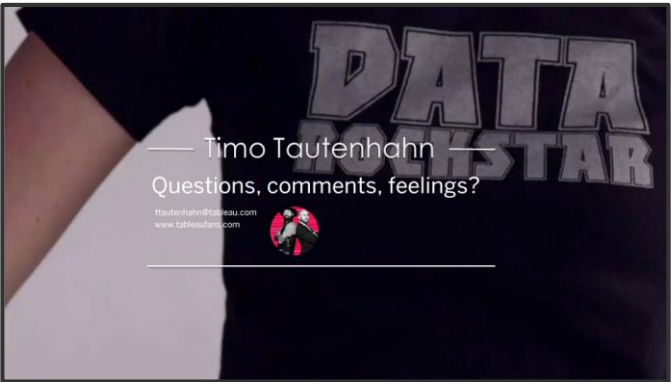 DATA
ROCKSTAR
Timo Tautenhahn
Questions, comments, feelings?
ttautenhahn@tableau.com
www.tableaufans.com